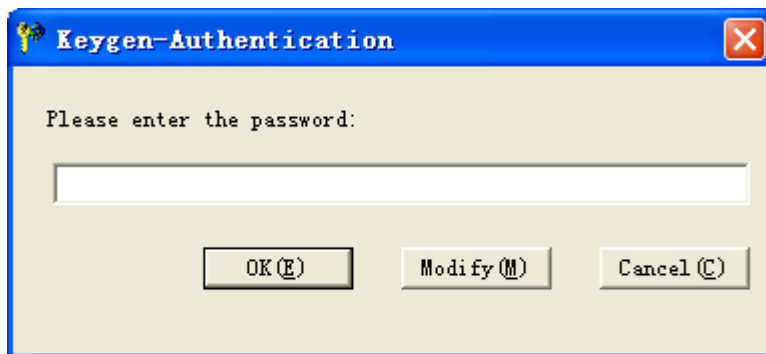 Keygen-Authentication
Please enter the password:
OK(E) Modify(M) Cancel(C)